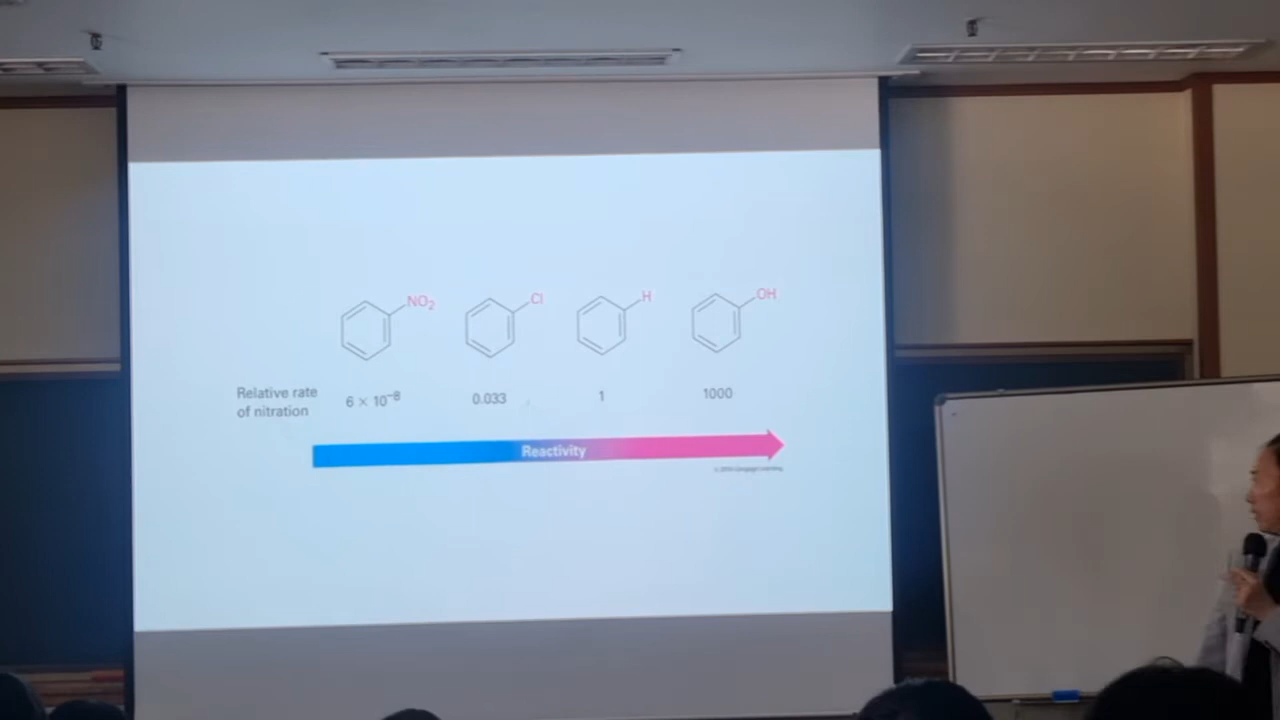 NO₂ Cl H OH
Relative rate
of nitration 6 × 10⁻⁸ 0.033 1 1000
Reactivity